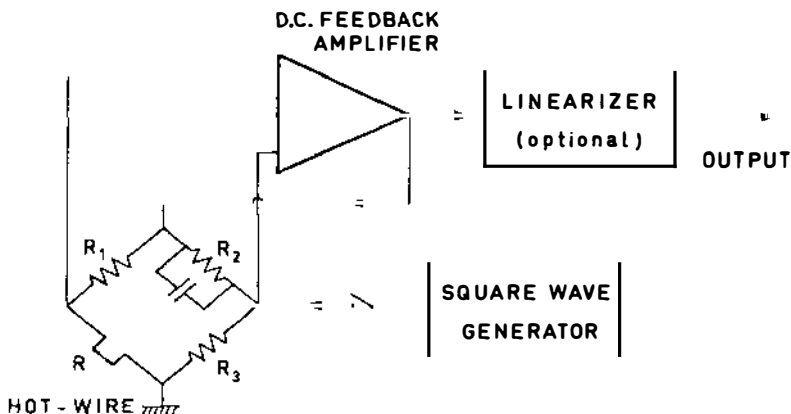 D.C. FEEDBACK
AMPLIFIER
LINEARIZER
(optional)
OUTPUT
R1
R2
SQUARE WAVE
GENERATOR
R
R3
HOT-WIRE